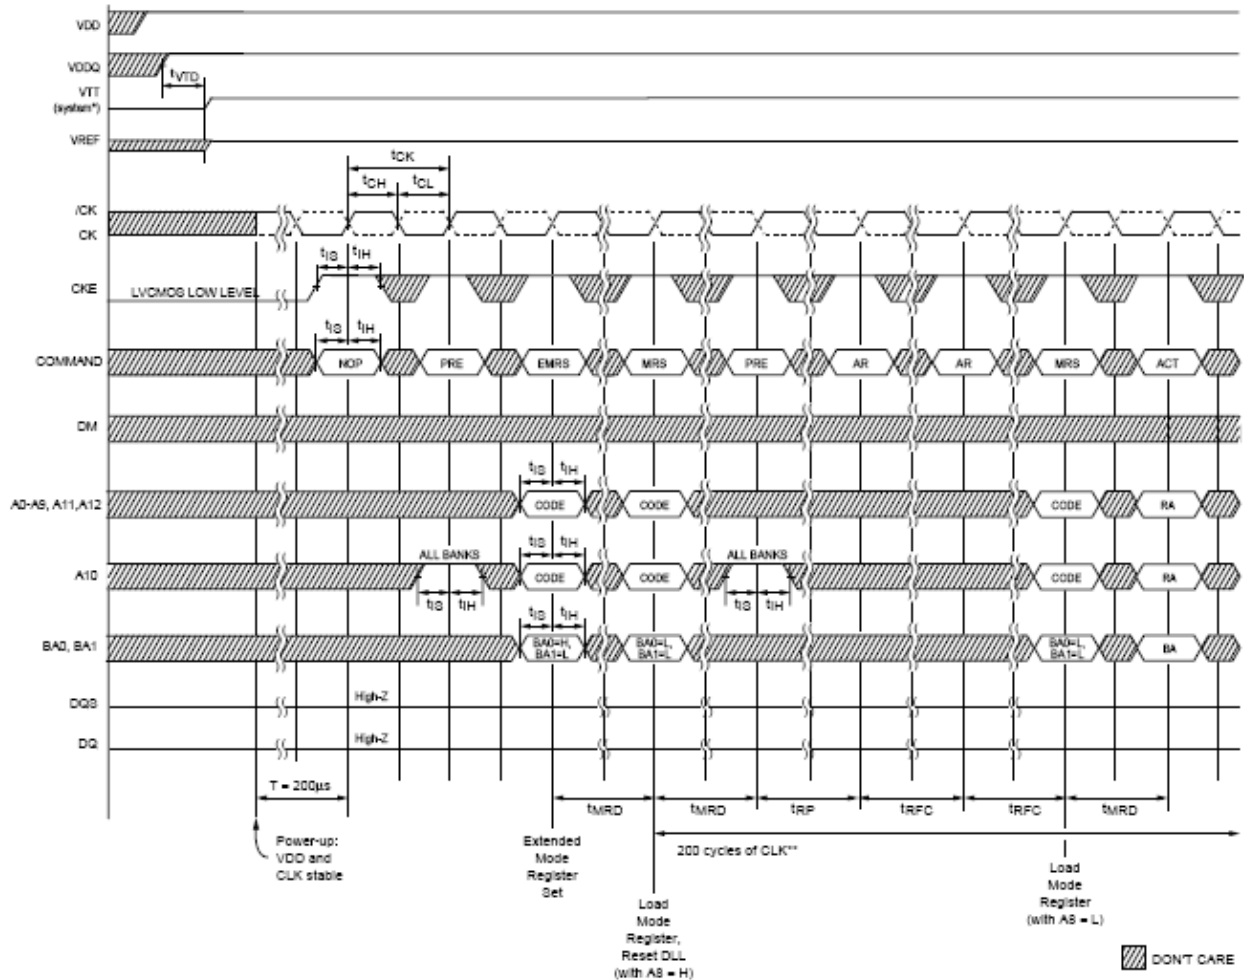 VDD
VDDQ
tVTD
VTT
(system*)
VREF
tCK
tCH tCL
/CK
CK
tIS tIH
CKE
LVCMOS LOW LEVEL
tIS tIH
COMMAND NOP PRE EMRS MRS PRE AR AR MRS ACT
DM
tIS tIH
A0-A9, A11,A12 CODE CODE CODE RA
ALL BANKS tIS tIH ALL BANKS
A10 CODE CODE CODE RA
tIS tIH tIS tIH
tIS tIH
BA0, BA1 BA0=H, BA1=L BA0=L, BA1=L BA0=L, BA1=L BA
DQS High-Z
DQ High-Z
T = 200µs
tMRD tMRD tRP tRFC tRFC tMRD
Power-up:
VDD and
CLK stable
Extended
Mode
Register
Set
200 cycles of CLK**
Load
Mode
Register,
Reset DLL
(with A8 = H)
Load
Mode
Register
(with A8 = L)
DON'T CARE